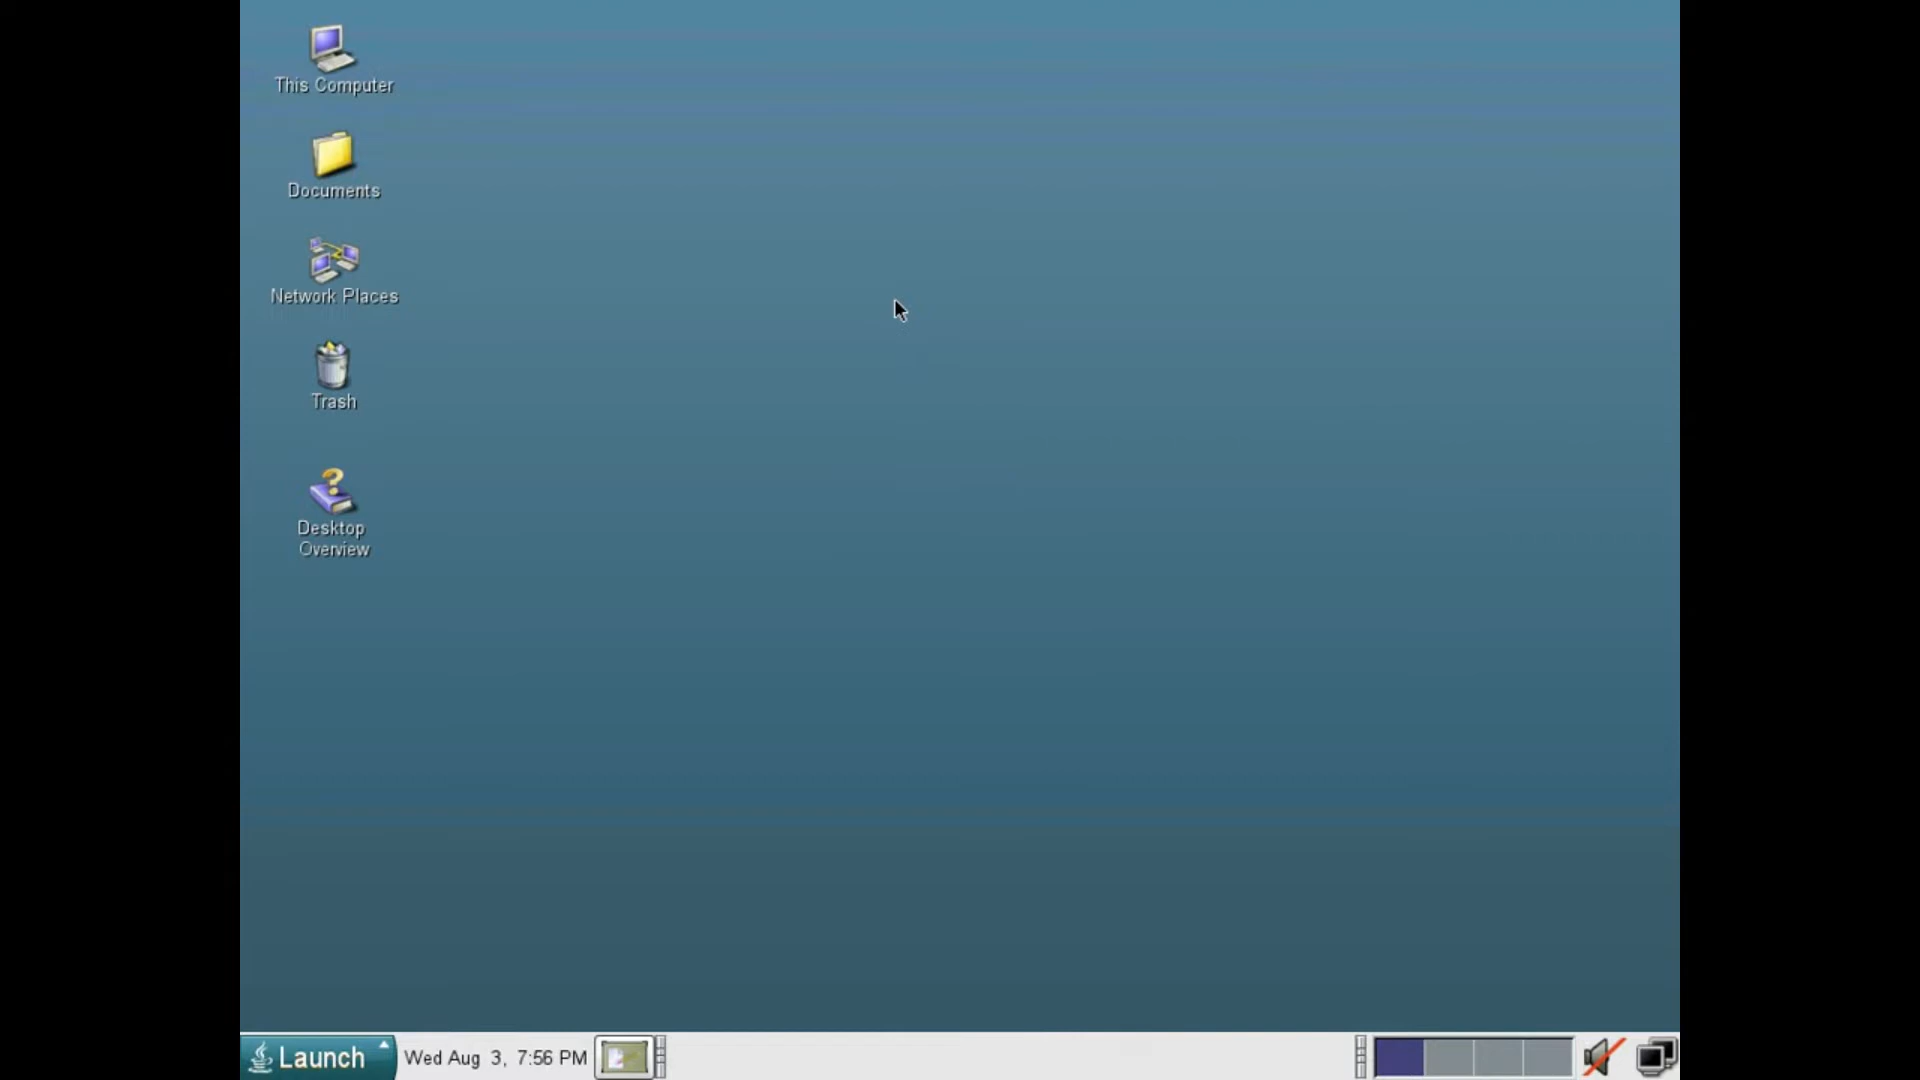 This Computer
Documents
Network Places
Trash
Desktop
Overview
Launch
Wed Aug 3, 7:56 PM